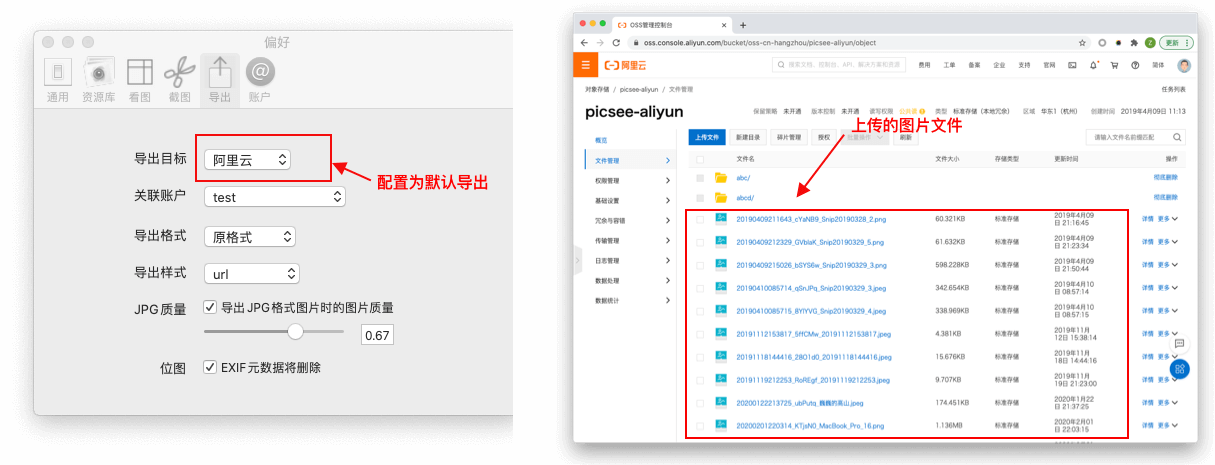 偏好
通用
资源库
看图
截图
导出
账户
导出目标
阿里云
配置为默认导出
关联账户
test
导出格式
原格式
导出样式
url
JPG质量
导出JPG格式图片时的图片质量
0.67
位图
EXIF元数据将删除
OSS管理控制台
oss.console.aliyun.com/bucket/oss-cn-hangzhou/picsee-aliyun/object
Z
更新
阿里云
搜索文档、控制台、API、解决方案和资源
费用 工单 备案 企业 支持 官网 简体
对象存储 / picsee-aliyun / 文件管理
任务列表
picsee-aliyun
保留策略 未开通 版本控制 未开通 读写权限 公共读 类型 标准存储（本地冗余） 区域 华东1（杭州） 创建时间 2019年4月09日 11:13
上传的图片文件
概览
文件管理
权限管理
基础设置
冗余与容错
传输管理
日志管理
数据处理
数据统计
上传文件 新建目录 碎片管理 授权 批量操作 刷新
请输入文件名前缀匹配
文件名 文件大小 存储类型 更新时间 操作
abc/ 彻底删除
abcd/ 彻底删除
20190409211643_cYaNB9_Snip20190328_2.png 60.321KB 标准存储 2019年4月09日 21:16:45 详情 更多
20190409212329_GVblaK_Snip20190329_5.png 61.632KB 标准存储 2019年4月09日 21:23:34 详情 更多
20190409215026_bSYS6w_Snip20190329_3.png 598.228KB 标准存储 2019年4月09日 21:50:44 详情 更多
20190410085714_qSnJPq_Snip20190329_3.jpeg 342.654KB 标准存储 2019年4月10日 08:57:14 详情 更多
20190410085715_8YlYVG_Snip20190329_4.jpeg 338.969KB 标准存储 2019年4月10日 08:57:15 详情 更多
20191112153817_5ffCMw_20191112153817.jpeg 4.381KB 标准存储 2019年11月12日 15:38:14 详情 更多
20191118144416_28O1d0_20191118144416.jpeg 15.676KB 标准存储 2019年11月18日 14:44:16 详情 更多
20191119212253_RoREgf_20191119212253.jpeg 9.707KB 标准存储 2019年11月19日 21:23:00 详情 更多
20200122213725_ubPutq_巍巍的高山.jpeg 174.451KB 标准存储 2020年1月22日 21:37:25 详情 更多
20200201220314_KTjsN0_MacBook_Pro_16.png 1.136MB 标准存储 2020年2月01日 22:03:15 详情 更多